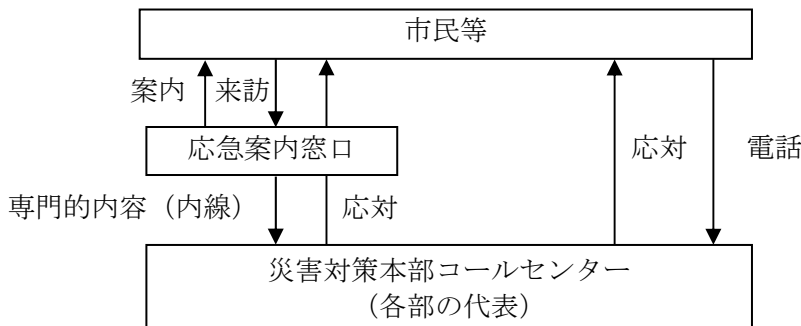 市民等
案内
来訪
応急案内窓口
応対
電話
専門的内容（内線）
応対
災害対策本部コールセンター
（各部の代表）